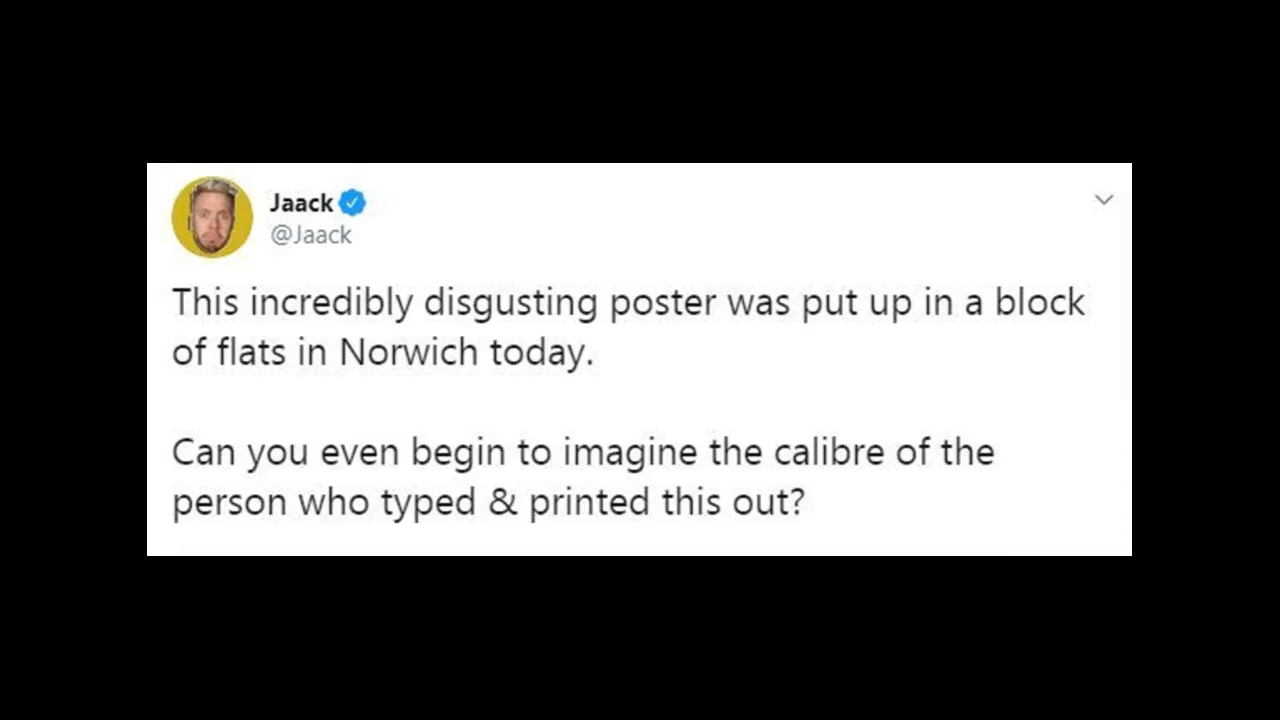 Jaack
@Jaack
This incredibly disgusting poster was put up in a block
of flats in Norwich today.
Can you even begin to imagine the calibre of the
person who typed & printed this out?